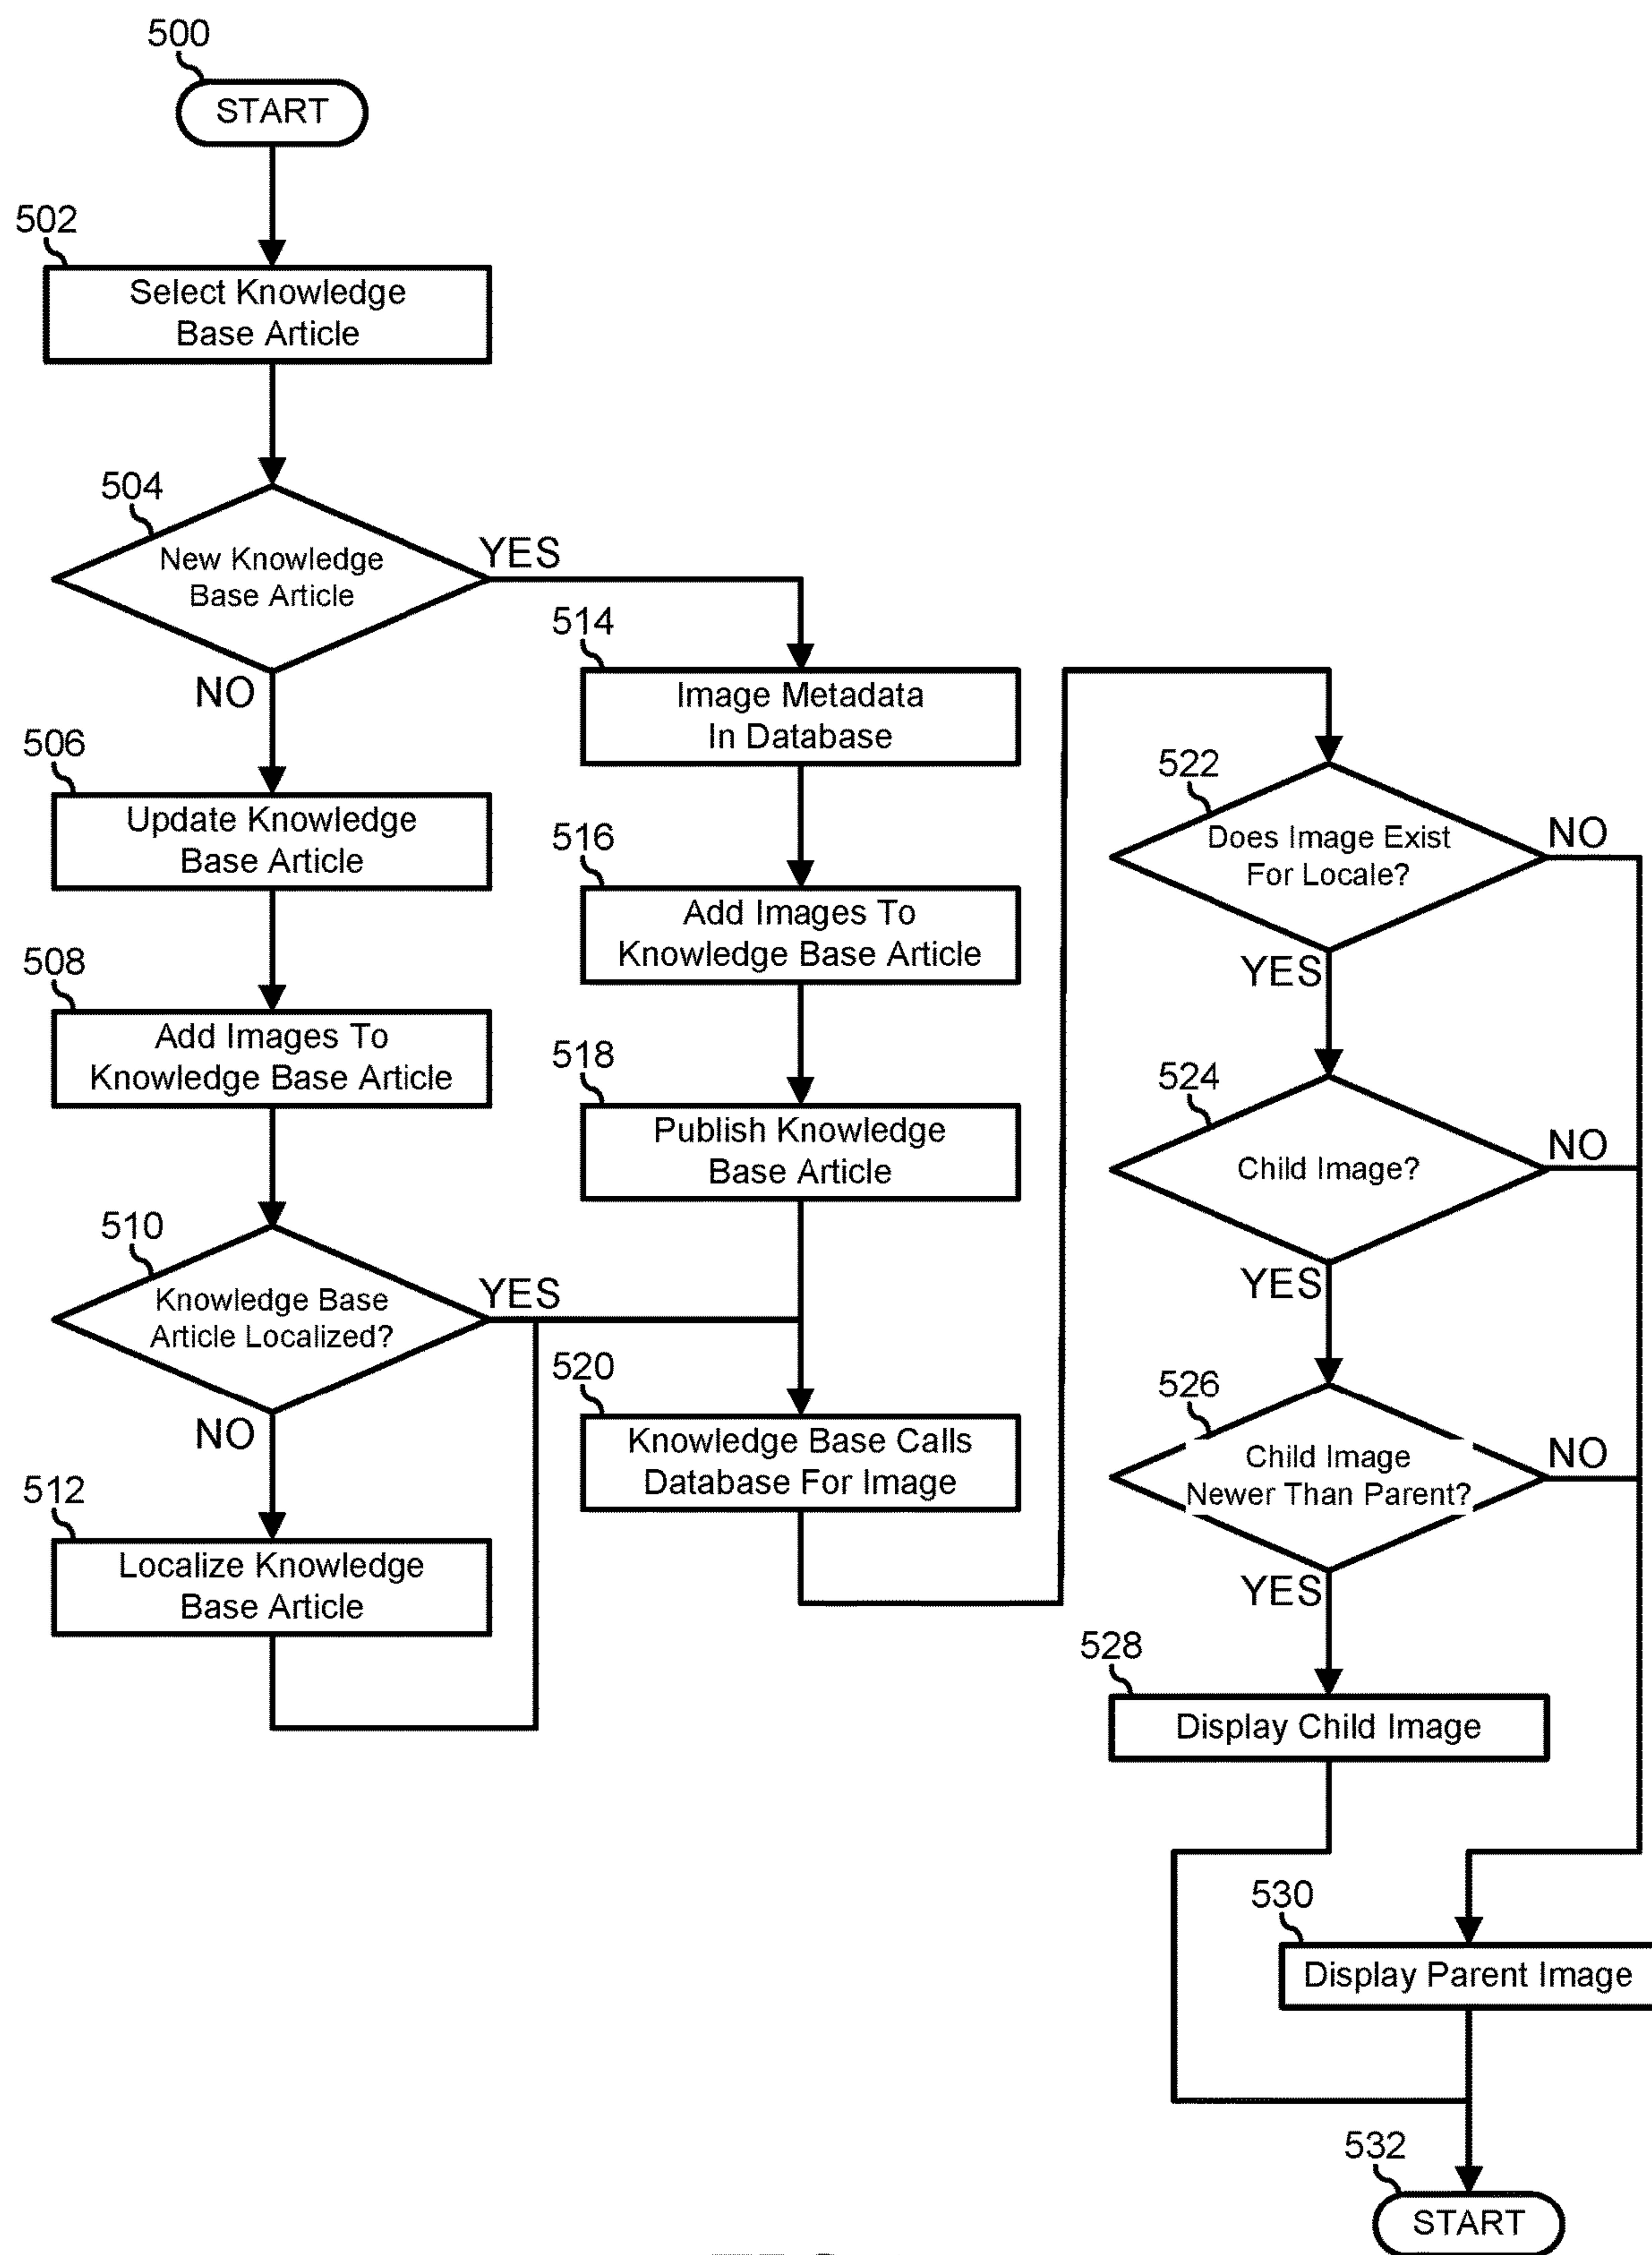 500
START
502
Select Knowledge
Base Article
504
New Knowledge
Base Article
YES
NO
506
Update Knowledge
Base Article
508
Add Images To
Knowledge Base Article
510
Knowledge Base
Article Localized?
YES
NO
512
Localize Knowledge
Base Article
514
Image Metadata
In Database
516
Add Images To
Knowledge Base Article
518
Publish Knowledge
Base Article
520
Knowledge Base Calls
Database For Image
522
Does Image Exist
For Locale?
NO
YES
524
Child Image?
NO
YES
526
Child Image
Newer Than Parent?
NO
YES
528
Display Child Image
530
Display Parent Image
532
START